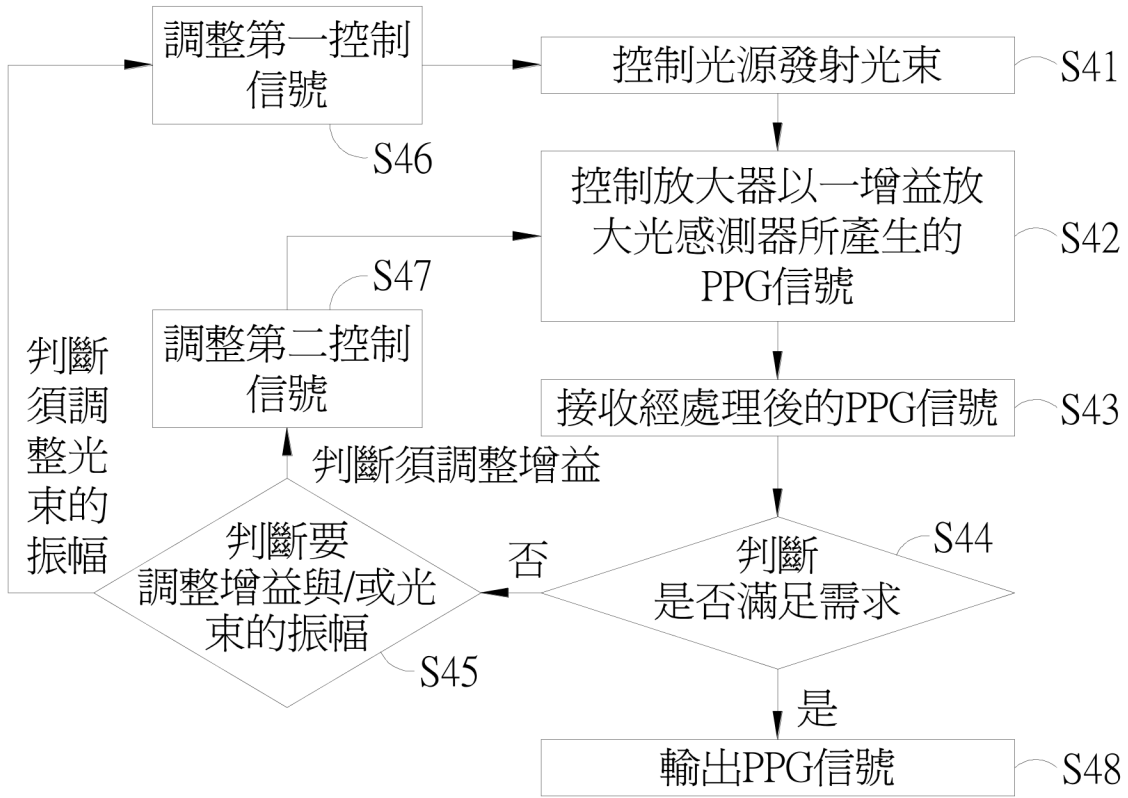 調整第一控制
信號
S46
控制光源發射光束
S41
控制放大器以一增益放
大光感測器所產生的
PPG信號
S42
S47
調整第二控制
信號
接收經處理後的PPG信號
S43
判斷
須調
整光
束的
振幅
判斷須調整增益
判斷要
調整增益與/或光
束的振幅
S45
否
判斷
是否滿足需求
S44
是
輸出PPG信號
S48